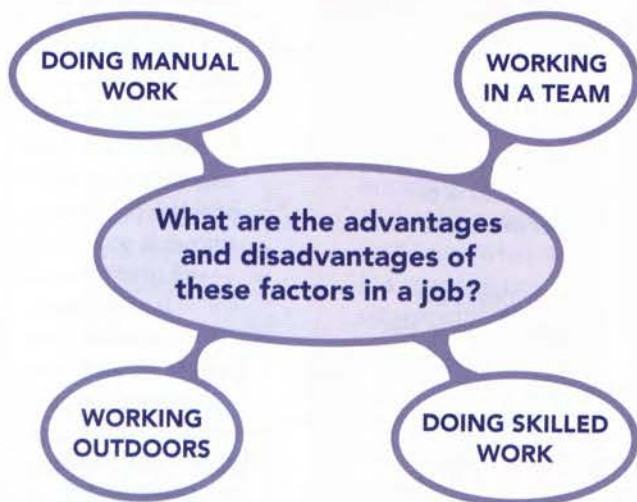 DOING MANUAL
WORK
WORKING
IN A TEAM
What are the advantages
and disadvantages of
these factors in a job?
WORKING
OUTDOORS
DOING SKILLED
WORK